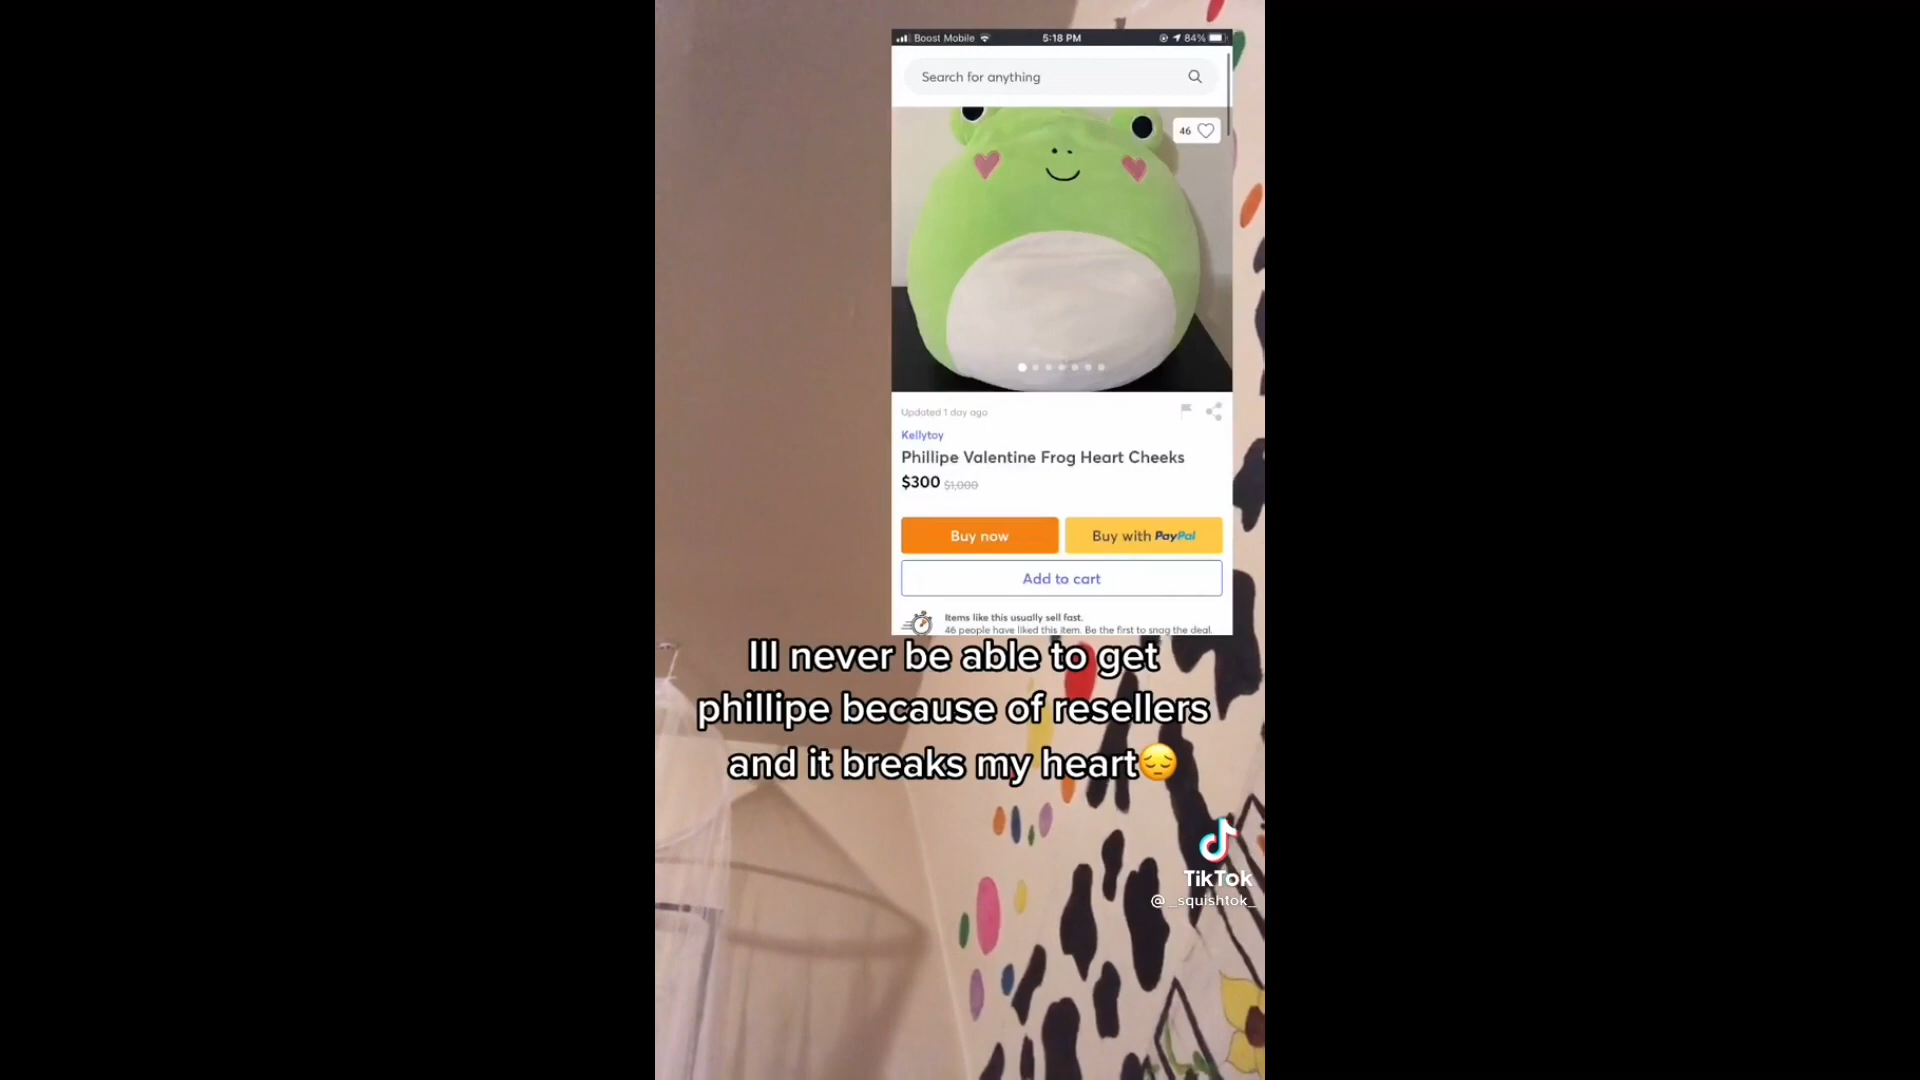 Boost Mobile 5:18 PM 84%
Search for anything
46
Updated 1 day ago
Kellytoy
Phillipe Valentine Frog Heart Cheeks
$300 $1,000
Buy now Buy with PayPal
Add to cart
Items like this usually sell fast.
46 people have liked this item. Be the first to snag the deal.
Ill never be able to get
phillipe because of resellers
and it breaks my heart😔
TikTok
@_squishtok_